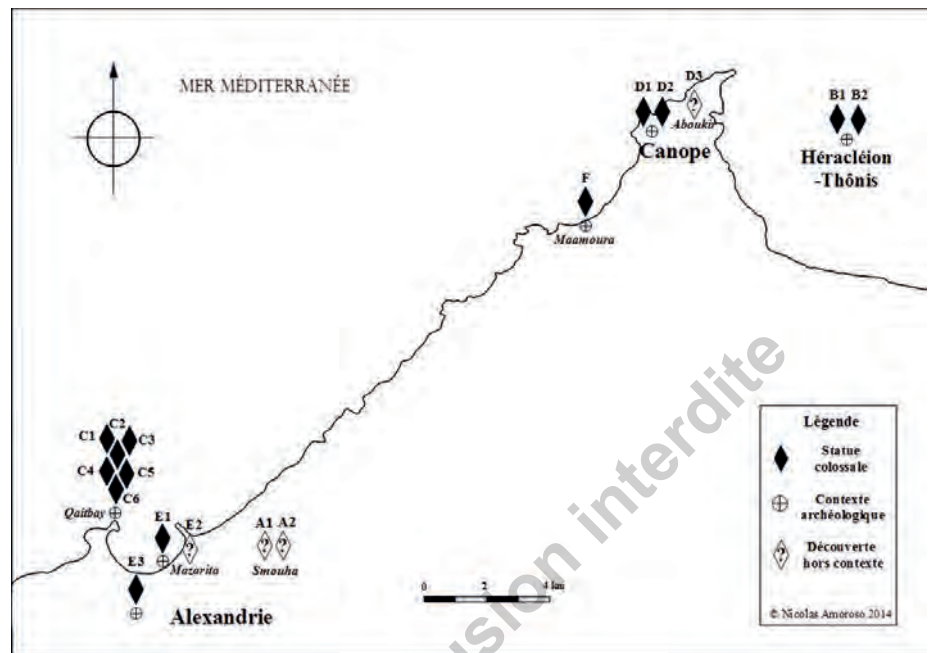 MER MÉDITERRANÉE
D3
D1 D2
Aboukir
Canope
B1 B2
Héracléion
-Thônis
F
Maamoura
C2
C1
C3
C4
C5
C6
Qaitbay
E1
E2
A1 A2
Mazarita
Smouha
E3
Alexandrie
0 2 4 km
Légende
Statue
colossale
Contexte
archéologique
Découverte
hors contexte
© Nicolas Amoroso 2014
usion interdite